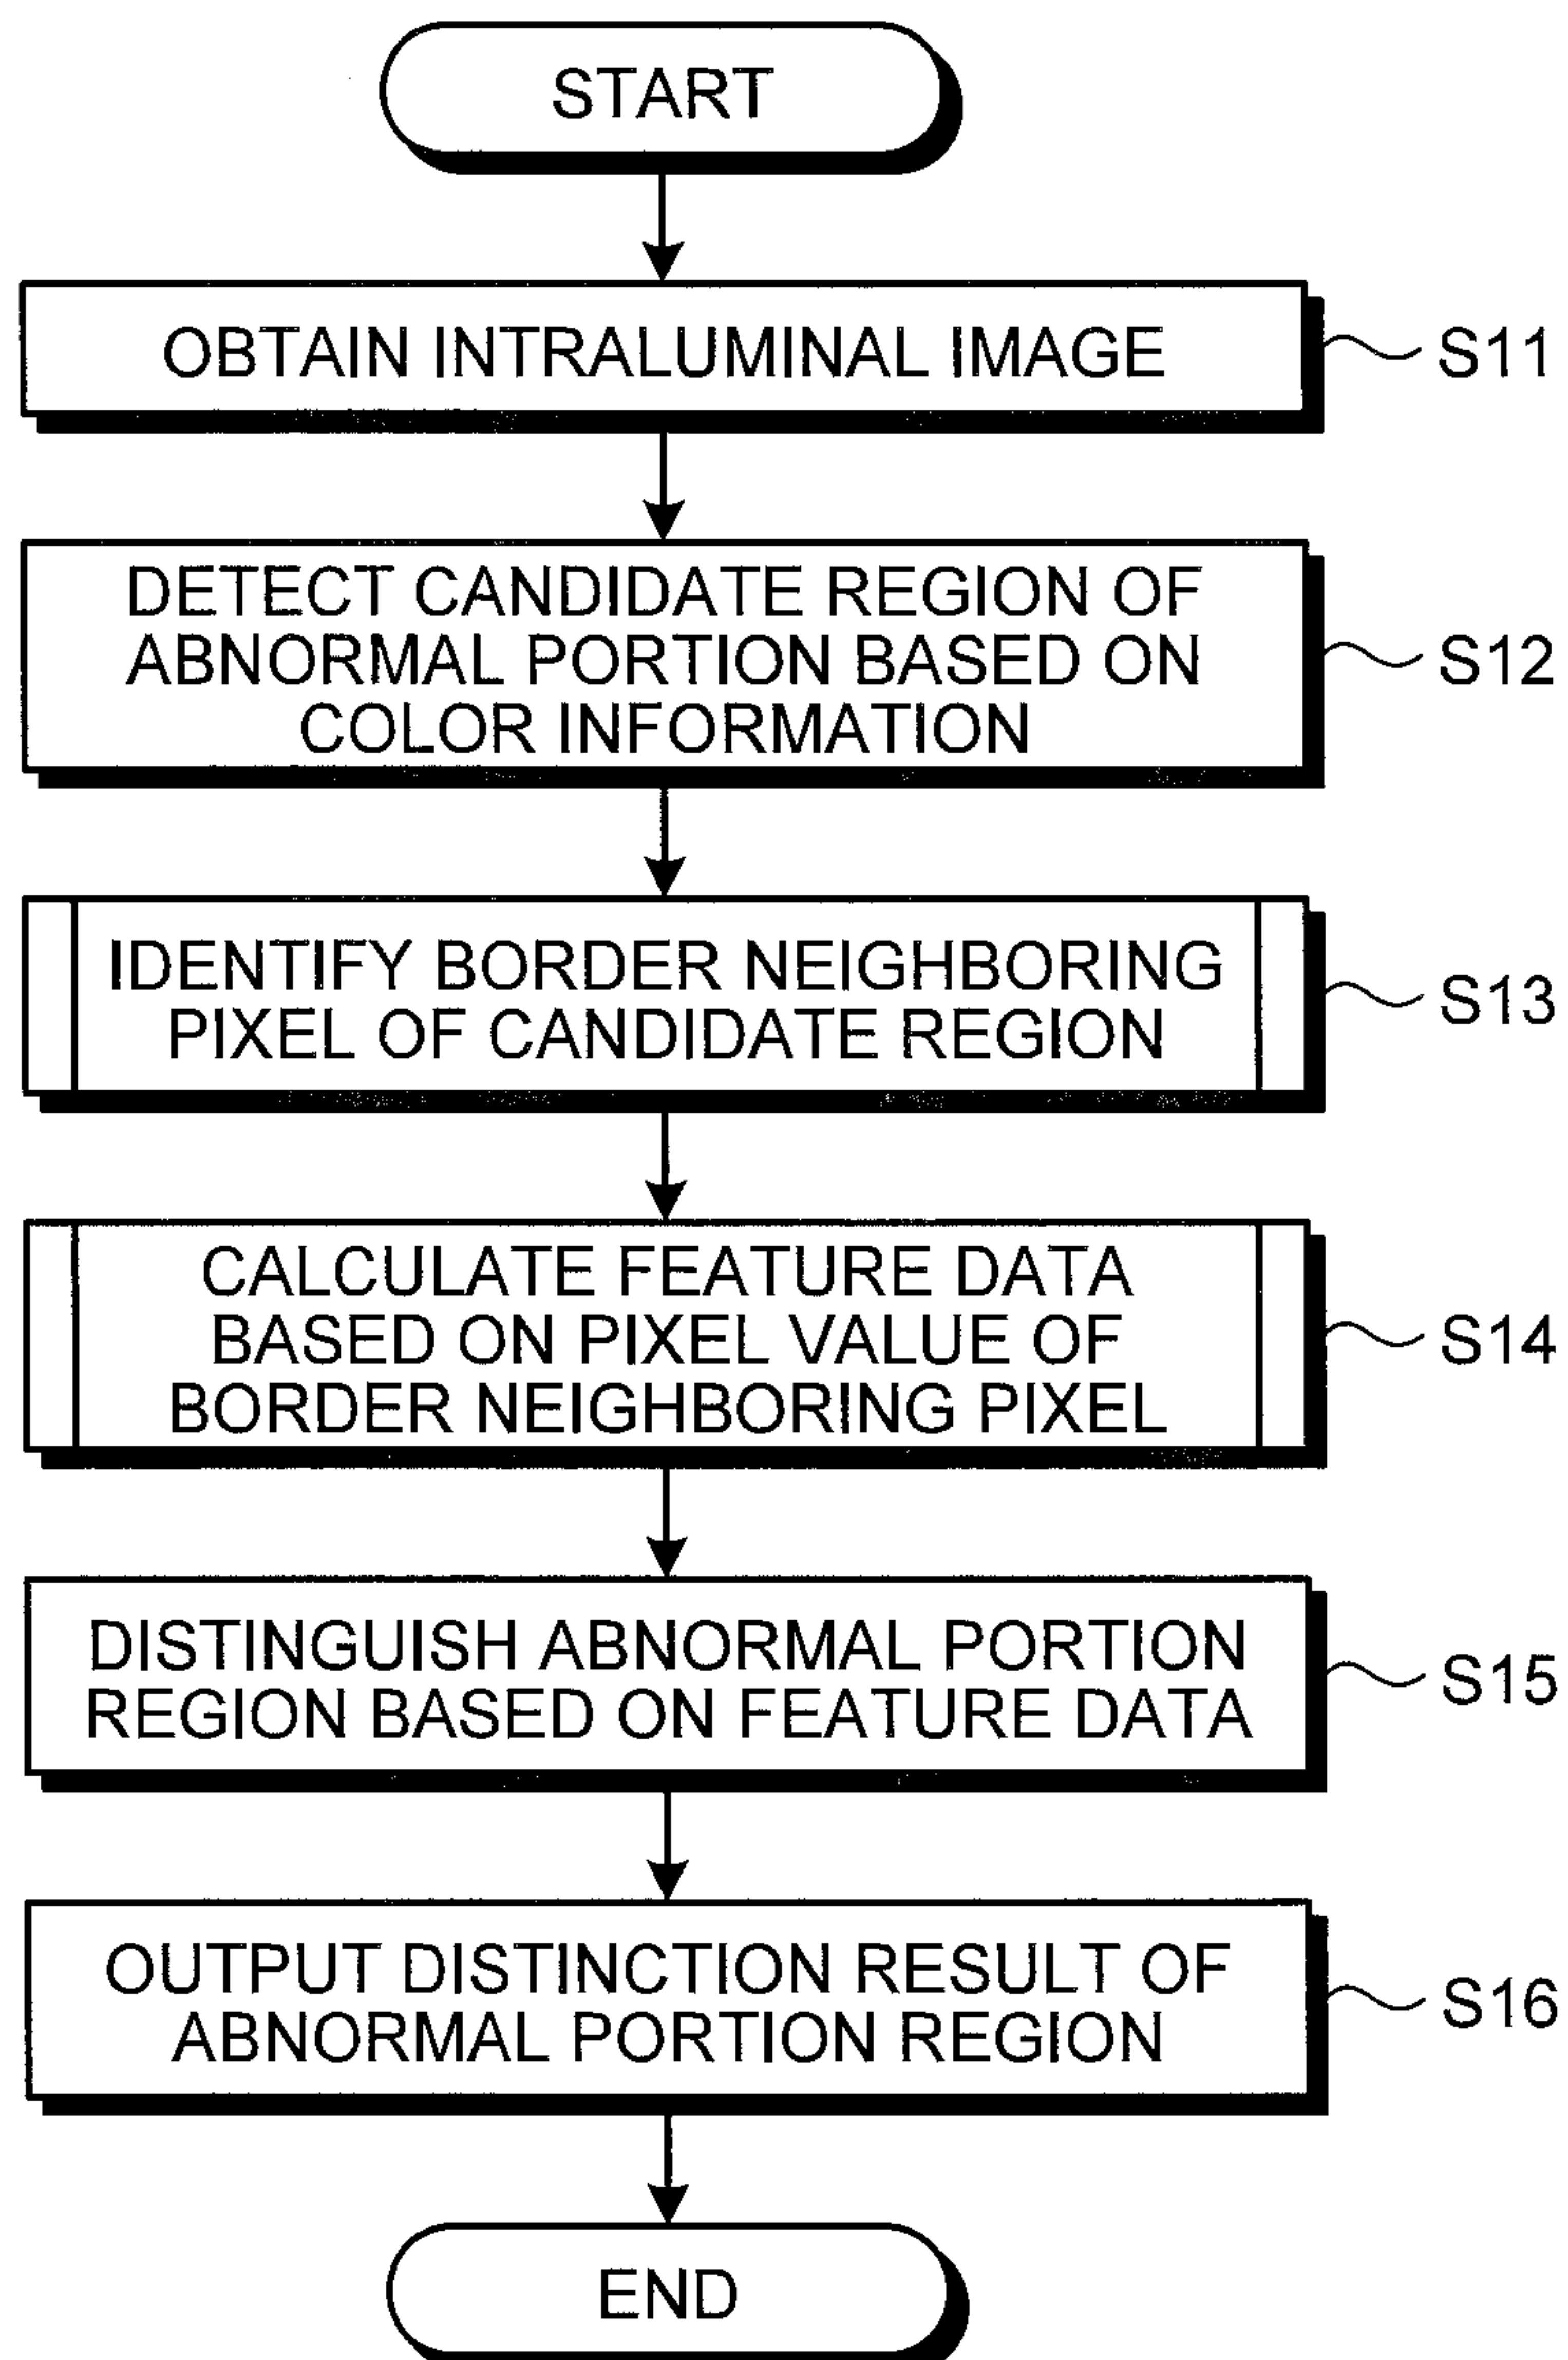 START
OBTAIN INTRALUMINAL IMAGE
S11
DETECT CANDIDATE REGION OF
ABNORMAL PORTION BASED ON
COLOR INFORMATION
S12
IDENTIFY BORDER NEIGHBORING
PIXEL OF CANDIDATE REGION
S13
CALCULATE FEATURE DATA
BASED ON PIXEL VALUE OF
BORDER NEIGHBORING PIXEL
S14
DISTINGUISH ABNORMAL PORTION
REGION BASED ON FEATURE DATA
S15
OUTPUT DISTINCTION RESULT OF
ABNORMAL PORTION REGION
S16
END